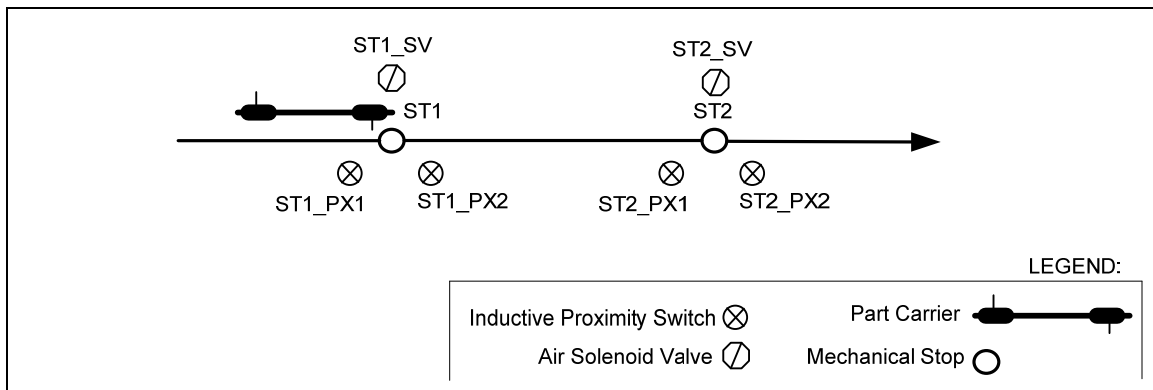 ST1_SV
ST2_SV
ST1
ST2
ST1_PX1
ST1_PX2
ST2_PX1
ST2_PX2
LEGEND:
Inductive Proximity Switch
Part Carrier
Air Solenoid Valve
Mechanical Stop